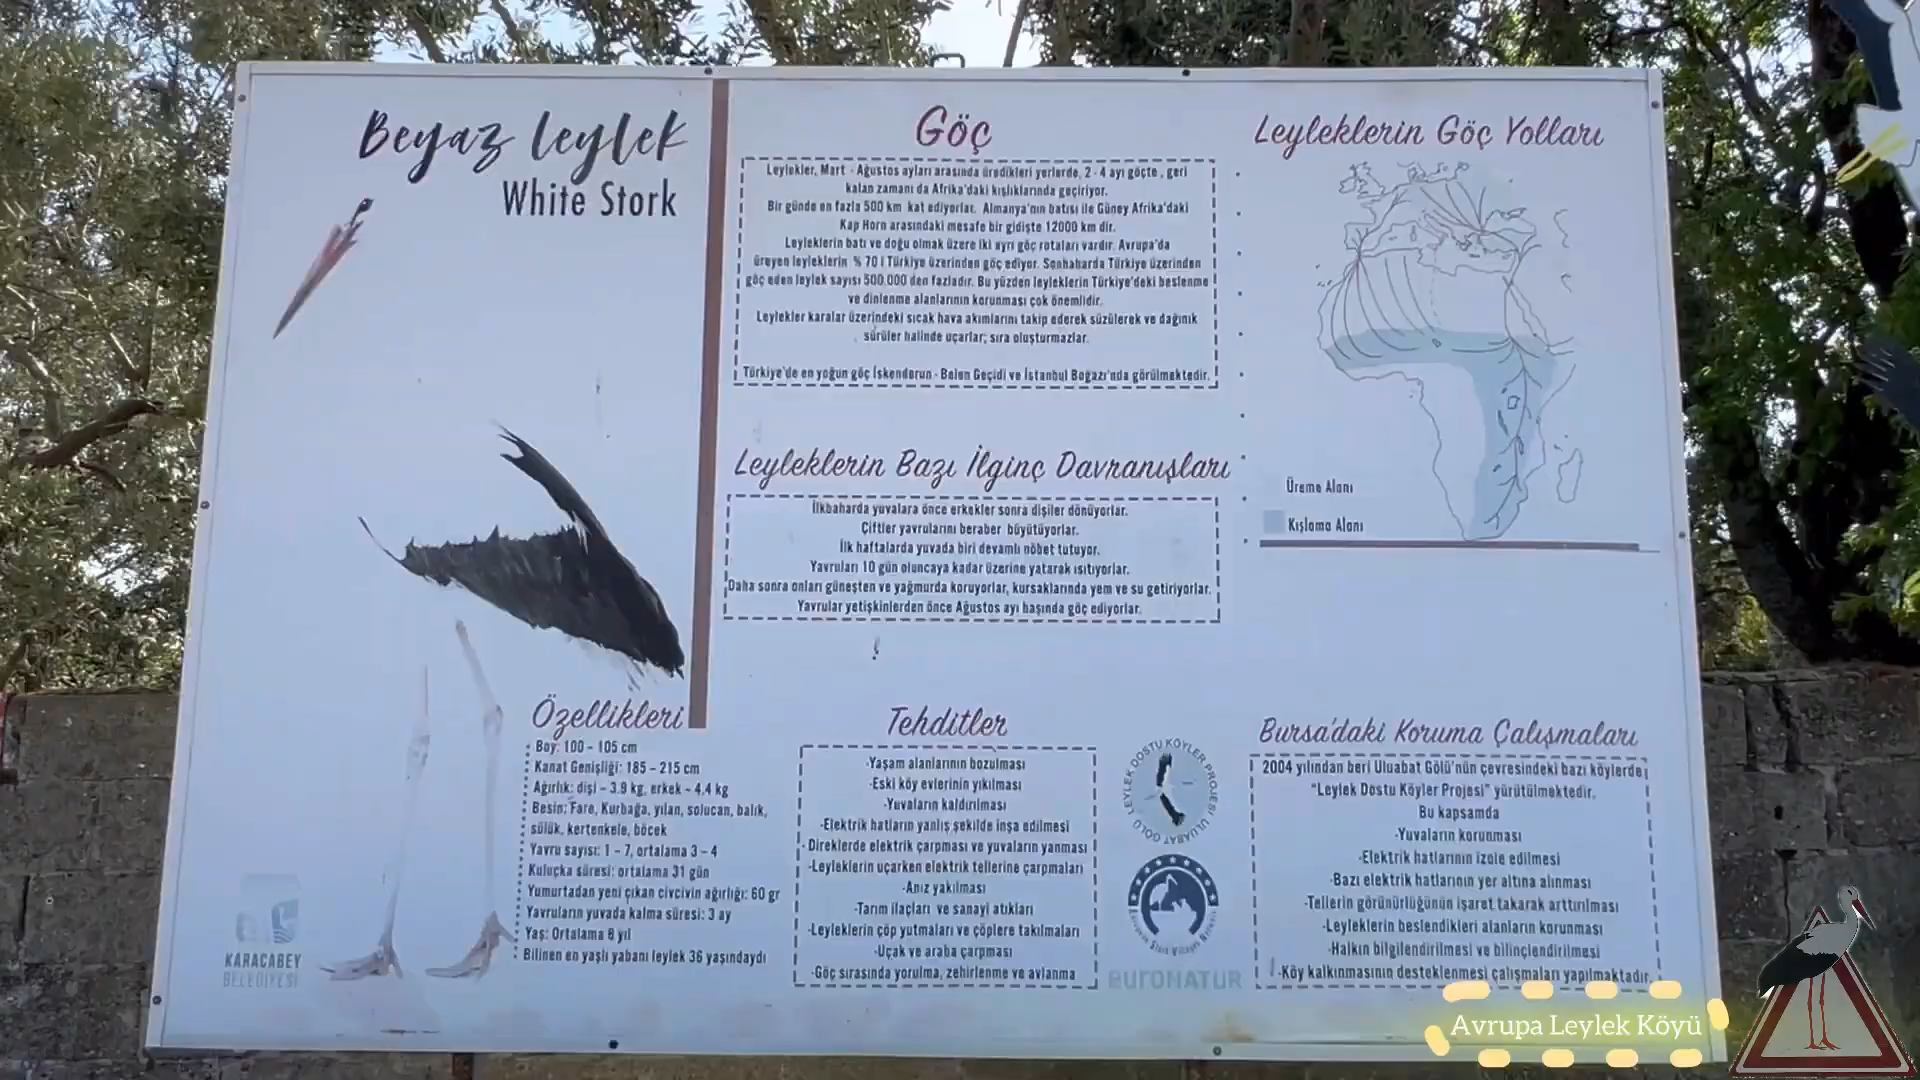 Beyaz Leylek
White Stork
Göç
Leylekler, Mart - Ağustos ayları arasında üredikleri yerlerde, 2 - 4 ayı göçte , geri
kalan zamanı da Afrika'daki kışlıklarında geçiriyor.
Bir günde en fazla 500 km kat ediyorlar. Almanya'nın batısı ile Güney Afrika'daki
Kap Horn arasındaki mesafe bir gidişte 12000 km dir.
Leyleklerin batı ve doğu olmak üzere iki ayrı göç rotaları vardır. Avrupa'da
üreyen leyleklerin % 70 i Türkiye üzerinden göç ediyor. Sonbaharda Türkiye üzerinden
göç eden leylek sayısı 500.000 den fazladır. Bu yüzden leyleklerin Türkiye'deki beslenme
ve dinlenme alanlarının korunması çok önemlidir.
Leylekler karalar üzerindeki sıcak hava akımlarını takip ederek süzülerek ve dağınık
sürüler halinde uçarlar; sıra oluşturmazlar.
Türkiye'de en yoğun göç İskenderun - Belen Geçidi ve İstanbul Boğazı'nda görülmektedir.
Leyleklerin Göç Yolları
Üreme Alanı
Kışlama Alanı
Leyleklerin Bazı İlginç Davranışları
İlkbaharda yuvalara önce erkekler sonra dişiler dönüyorlar.
Çiftler yavrularını beraber büyütüyorlar.
İlk haftalarda yuvada biri devamlı nöbet tutuyor.
Yavruları 10 gün oluncaya kadar üzerine yatarak ısıtıyorlar.
Daha sonra onları güneşten ve yağmurda koruyorlar, kursaklarında yem ve su getiriyorlar.
Yavrular yetişkinlerden önce Ağustos ayı başında göç ediyorlar.
Özellikleri
Boy: 100 – 105 cm
Kanat Genişliği: 185 – 215 cm
Ağırlık: dişi – 3.9 kg, erkek – 4.4 kg
Besin: Fare, Kurbağa, yılan, solucan, balık,
sülük, kertenkele, böcek
Yavru sayısı: 1 – 7, ortalama 3 – 4
Kuluçka süresi: ortalama 31 gün
Yumurtadan yeni çıkan civcivin ağırlığı: 60 gr
Yavruların yuvada kalma süresi: 3 ay
Yaş: Ortalama 8 yıl
Bilinen en yaşlı yabani leylek 36 yaşındaydı
KARACABEY
BELEDİYESİ
Tehditler
-Yaşam alanlarının bozulması
-Eski köy evlerinin yıkılması
-Yuvaların kaldırılması
-Elektrik hatların yanlış şekilde inşa edilmesi
- Direklerde elektrik çarpması ve yuvaların yanması
-Leyleklerin uçarken elektrik tellerine çarpmaları
-Anız yakılması
-Tarım ilaçları ve sanayi atıkları
-Leyleklerin çöp yutmaları ve çöplere takılmaları
-Uçak ve araba çarpması
-Göç sırasında yorulma, zehirlenme ve avlanma
LEYLEK DOSTU KÖYLER PROJESİ ULUABAT GÖLÜ
euronatur
Bursa'daki Koruma Çalışmaları
2004 yılından beri Uluabat Gölü'nün çevresindeki bazı köylerde
"Leylek Dostu Köyler Projesi" yürütülmektedir.
Bu kapsamda
-Yuvaların korunması
-Elektrik hatlarının izole edilmesi
-Bazı elektrik hatlarının yer altına alınması
-Tellerin görünürlüğünün işaret takarak arttırılması
-Leyleklerin beslendikleri alanların korunması
-Halkın bilgilendirilmesi ve bilinçlendirilmesi
-Köy kalkınmasının desteklenmesi çalışmaları yapılmaktadır.
Avrupa Leylek Köyü